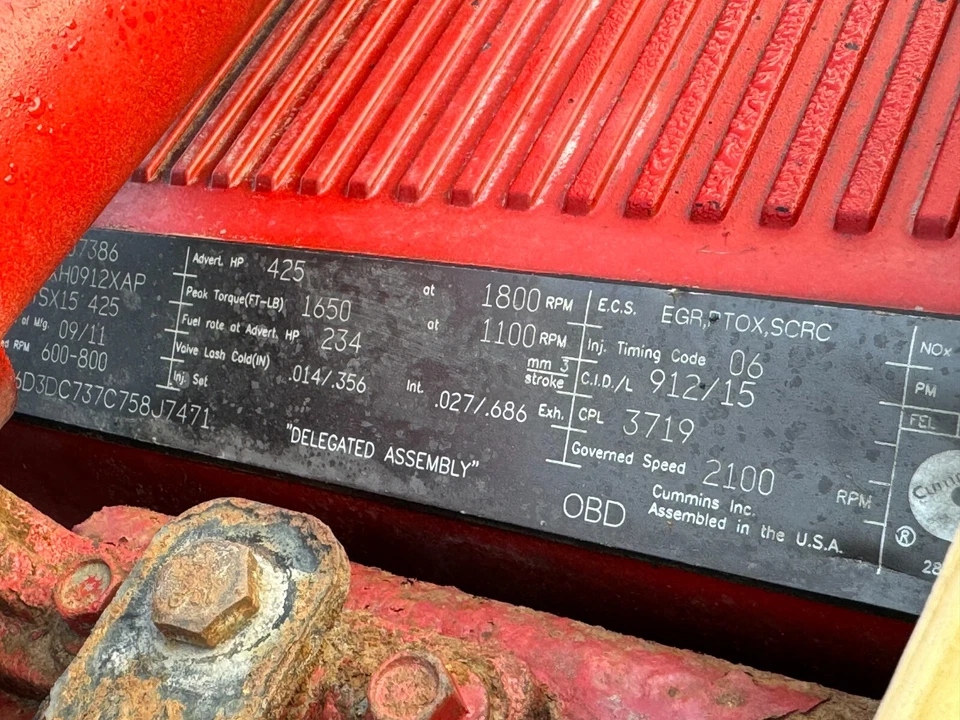 7386
Advert. HP 425 at 1800 RPM
H0912XAP
Peak Torque(FT-LB) 1650 at 1100 RPM
SX15 425
Fuel rate at Advert. HP 234 mm 3
stroke
of Mfg. 09/11
Valve Lash Cold(IN) .014/.356 Int. .027/.686 Exh.
RPM 600-800
Inj Set
6D3DC737C758J7471
"DELEGATED ASSEMBLY"
E.C.S. EGR, TOX,SCRC
Inj. Timing Code 06
C.I.D./L 912/15
CPL 3719
Governed Speed 2100 RPM
OBD
Cummins Inc.
Assembled in the U.S.A.
NOx
PM
FEL
®
28